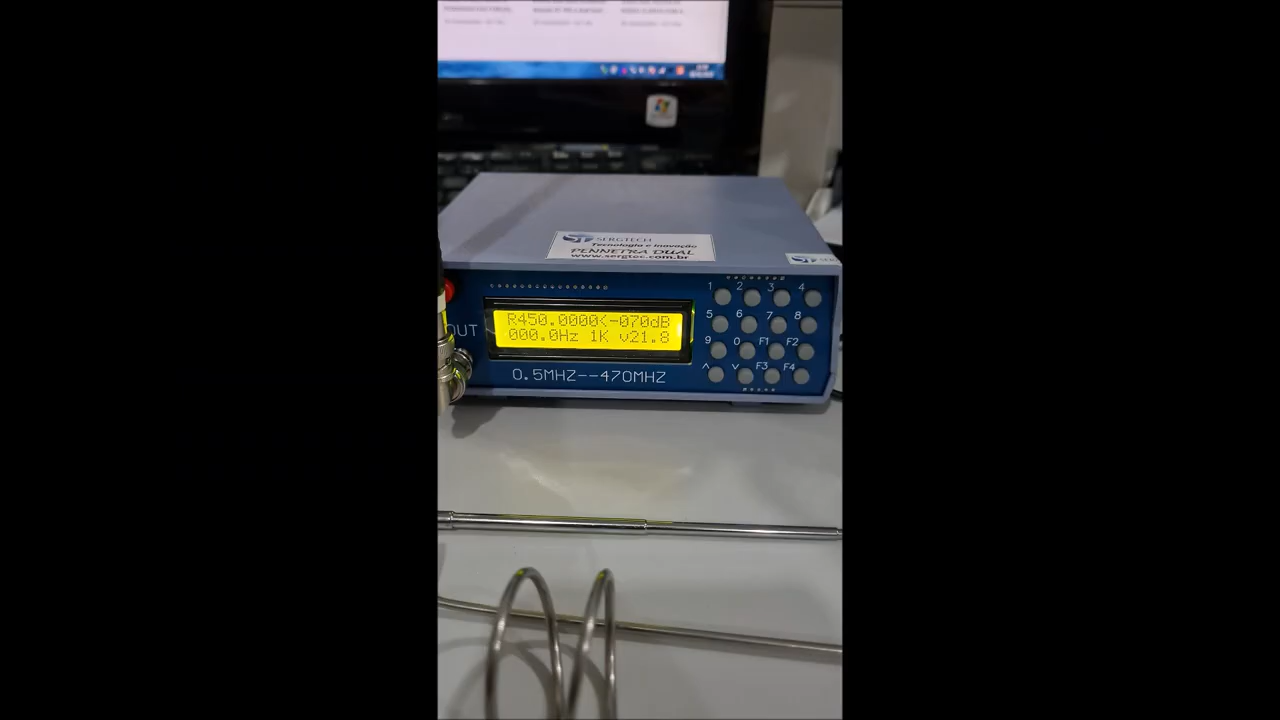 SERGTECH
Tecnologia e Inovação
PENNETRA DUAL
www.sergtec.com.br
OUT
R450.0000<-070dB
000.0Hz 1K v21.8
0.5MHZ--470MHZ
1 2 3 4
5 6 7 8
9 0 F1 F2
^ v F3 F4